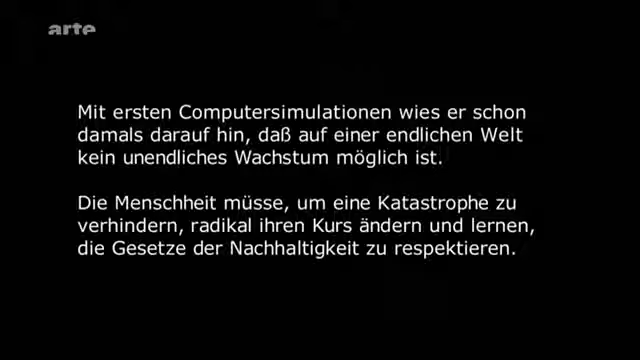 arte
Mit ersten Computersimulationen wies er schon
damals darauf hin, daß auf einer endlichen Welt
kein unendliches Wachstum möglich ist.
Die Menschheit müsse, um eine Katastrophe zu
verhindern, radikal ihren Kurs ändern und lernen,
die Gesetze der Nachhaltigkeit zu respektieren.